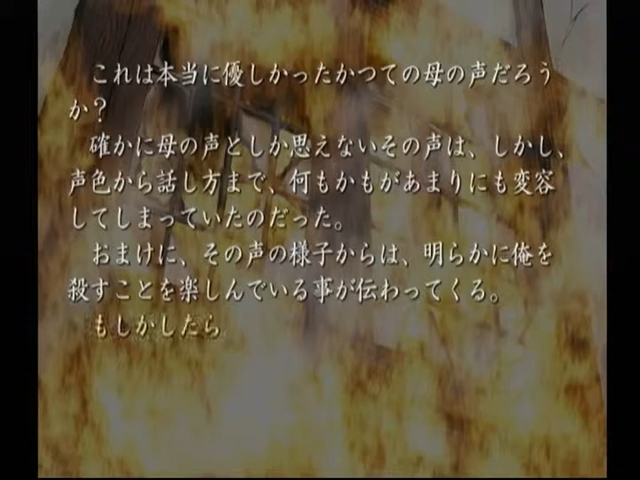 これは本当に優しかったかつての母の声だろう
か？
確かに母の声としか思えないその声は、しかし、
声色から話し方まで、何もかもがあまりにも変容
してしまっていたのだった。
おまけに、その声の様子からは、明らかに俺を
殺すことを楽しんでいる事が伝わってくる。
もしかしたら